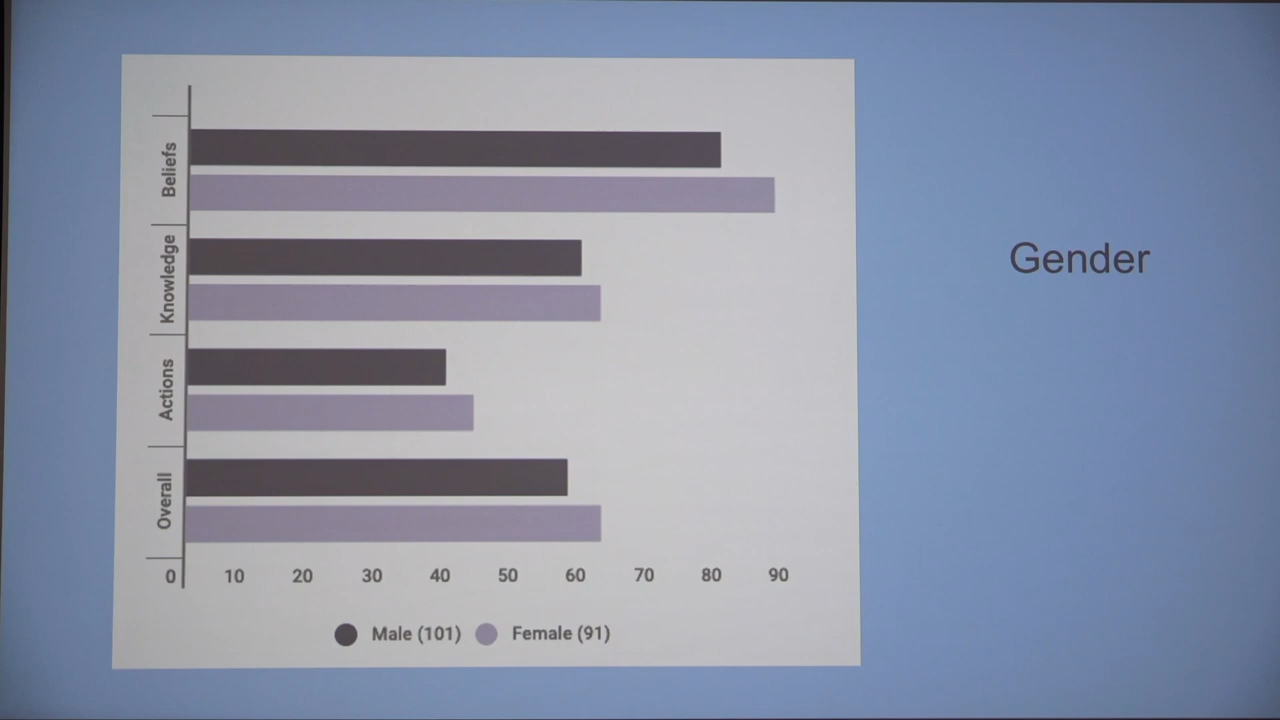 Beliefs
Knowledge
Actions
Overall
0 10 20 30 40 50 60 70 80 90
Male (101) Female (91)
Gender